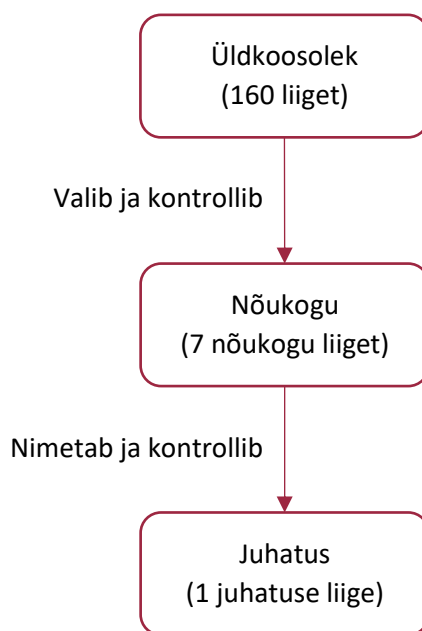 Üldkoosolek
(160 liiget)
Valib ja kontrollib
Nõukogu
(7 nõukogu liiget)
Nimetab ja kontrollib
Juhatus
(1 juhatuse liige)